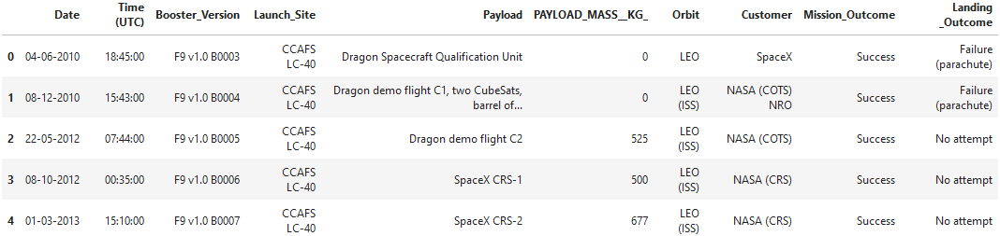 Date Time (UTC) Booster_Version Launch_Site Payload PAYLOAD_MASS__KG_ Orbit Customer Mission_Outcome Landing _Outcome
0 04-06-2010 18:45:00 F9 v1.0 B0003 CCAFS LC-40 Dragon Spacecraft Qualification Unit 0 LEO SpaceX Success Failure (parachute)
1 08-12-2010 15:43:00 F9 v1.0 B0004 CCAFS LC-40 Dragon demo flight C1, two CubeSats, barrel of... 0 LEO (ISS) NASA (COTS) NRO Success Failure (parachute)
2 22-05-2012 07:44:00 F9 v1.0 B0005 CCAFS LC-40 Dragon demo flight C2 525 LEO (ISS) NASA (COTS) Success No attempt
3 08-10-2012 00:35:00 F9 v1.0 B0006 CCAFS LC-40 SpaceX CRS-1 500 LEO (ISS) NASA (CRS) Success No attempt
4 01-03-2013 15:10:00 F9 v1.0 B0007 CCAFS LC-40 SpaceX CRS-2 677 LEO (ISS) NASA (CRS) Success No attempt